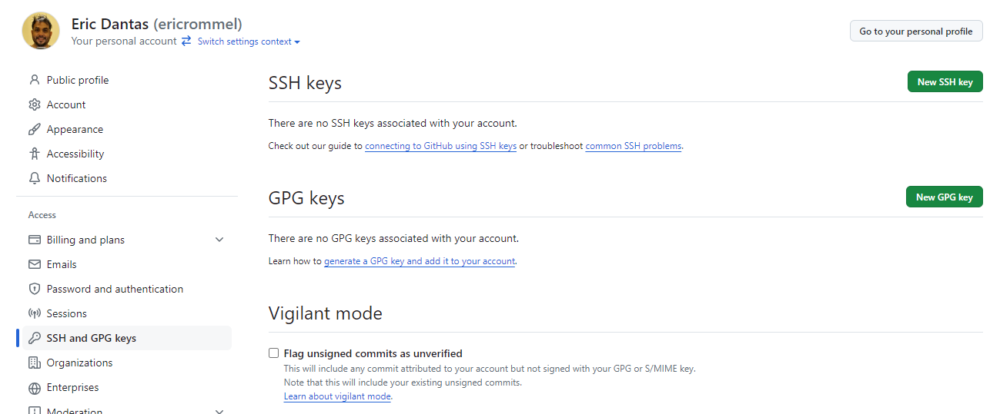 Eric Dantas (ericrommel)
Your personal account Switch settings context
Go to your personal profile
Public profile
Account
Appearance
Accessibility
Notifications
Access
Billing and plans
Emails
Password and authentication
Sessions
SSH and GPG keys
Organizations
Enterprises
Moderation
SSH keys
New SSH key
There are no SSH keys associated with your account.
Check out our guide to connecting to GitHub using SSH keys or troubleshoot common SSH problems.
GPG keys
New GPG key
There are no GPG keys associated with your account.
Learn how to generate a GPG key and add it to your account.
Vigilant mode
Flag unsigned commits as unverified
This will include any commit attributed to your account but not signed with your GPG or S/MIME key.
Note that this will include your existing unsigned commits.
Learn about vigilant mode.